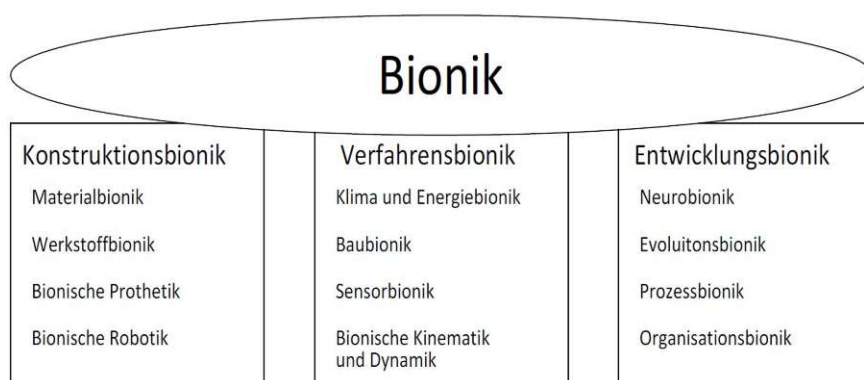 Bionik
Konstruktionsbionik
Materialbionik
Werkstoffbionik
Bionische Prothetik
Bionische Robotik
Verfahrensbionik
Klima und Energiebionik
Baubionik
Sensorbionik
Bionische Kinematik
und Dynamik
Entwicklungsbionik
Neurobionik
Evoluitonsbionik
Prozessbionik
Organisationsbionik